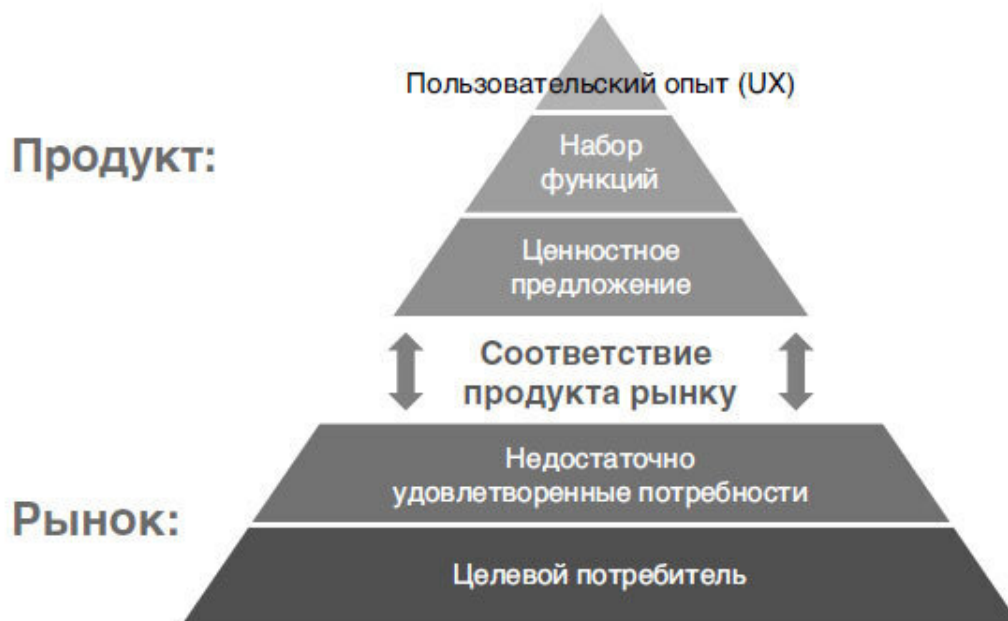 Пользовательский опыт (UX)
Продукт:
Набор
функций
Ценностное
предложение
Соответствие
продукта рынку
Недостаточно
удовлетворенные потребности
Рынок:
Целевой потребитель